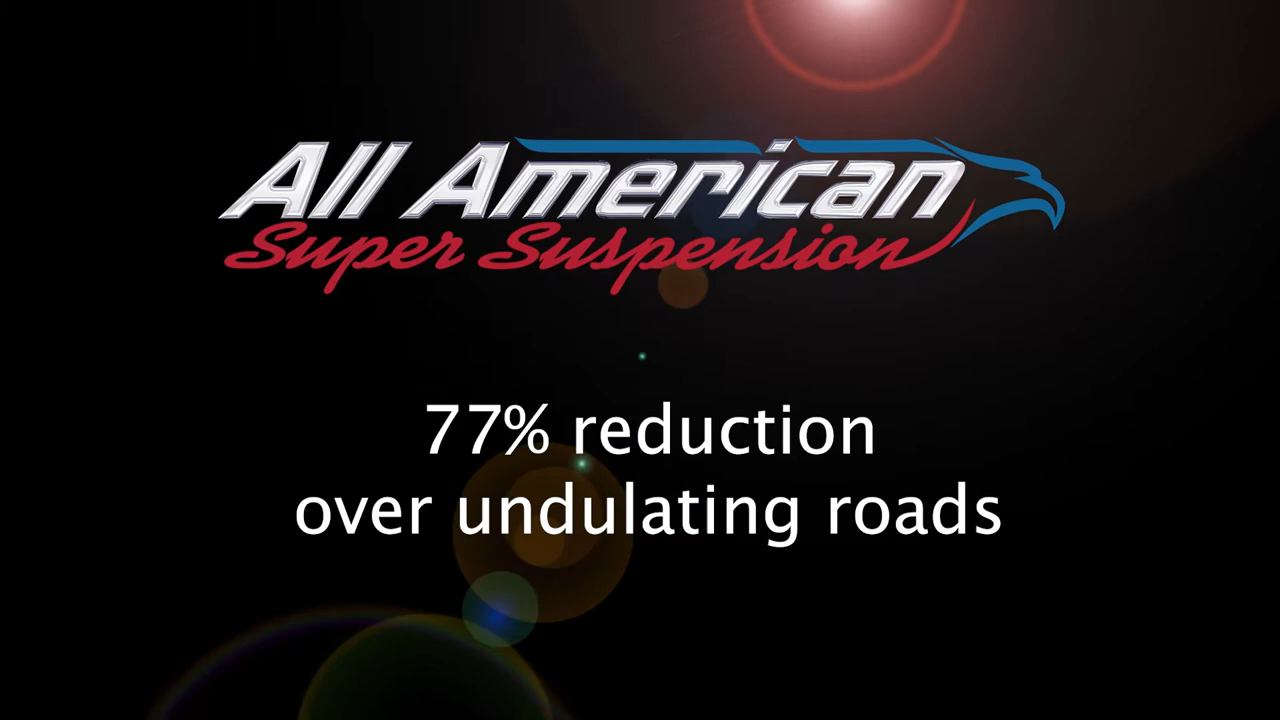 All American
Super Suspension
77% reduction
over undulating roads